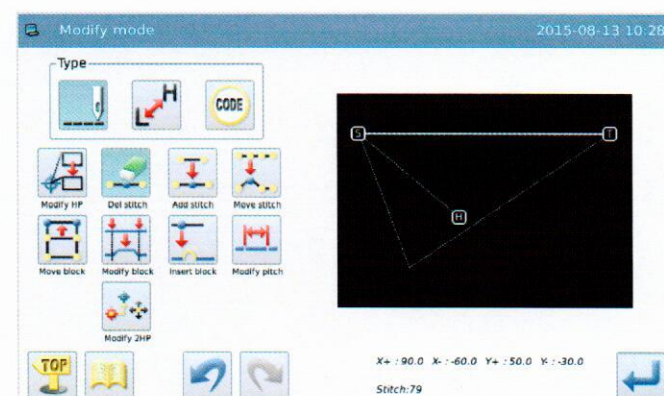 Modify mode 2015-08-13 10:28
Type
L H CODE
S T
H
Modify HP Del stitch Add stitch Move stitch
Move block Modify block Insert block Modify pitch
Modify 2HP
TOP
X+ : 90.0 X- : -60.0 Y+ : 50.0 Y- : -30.0
Stitch:79